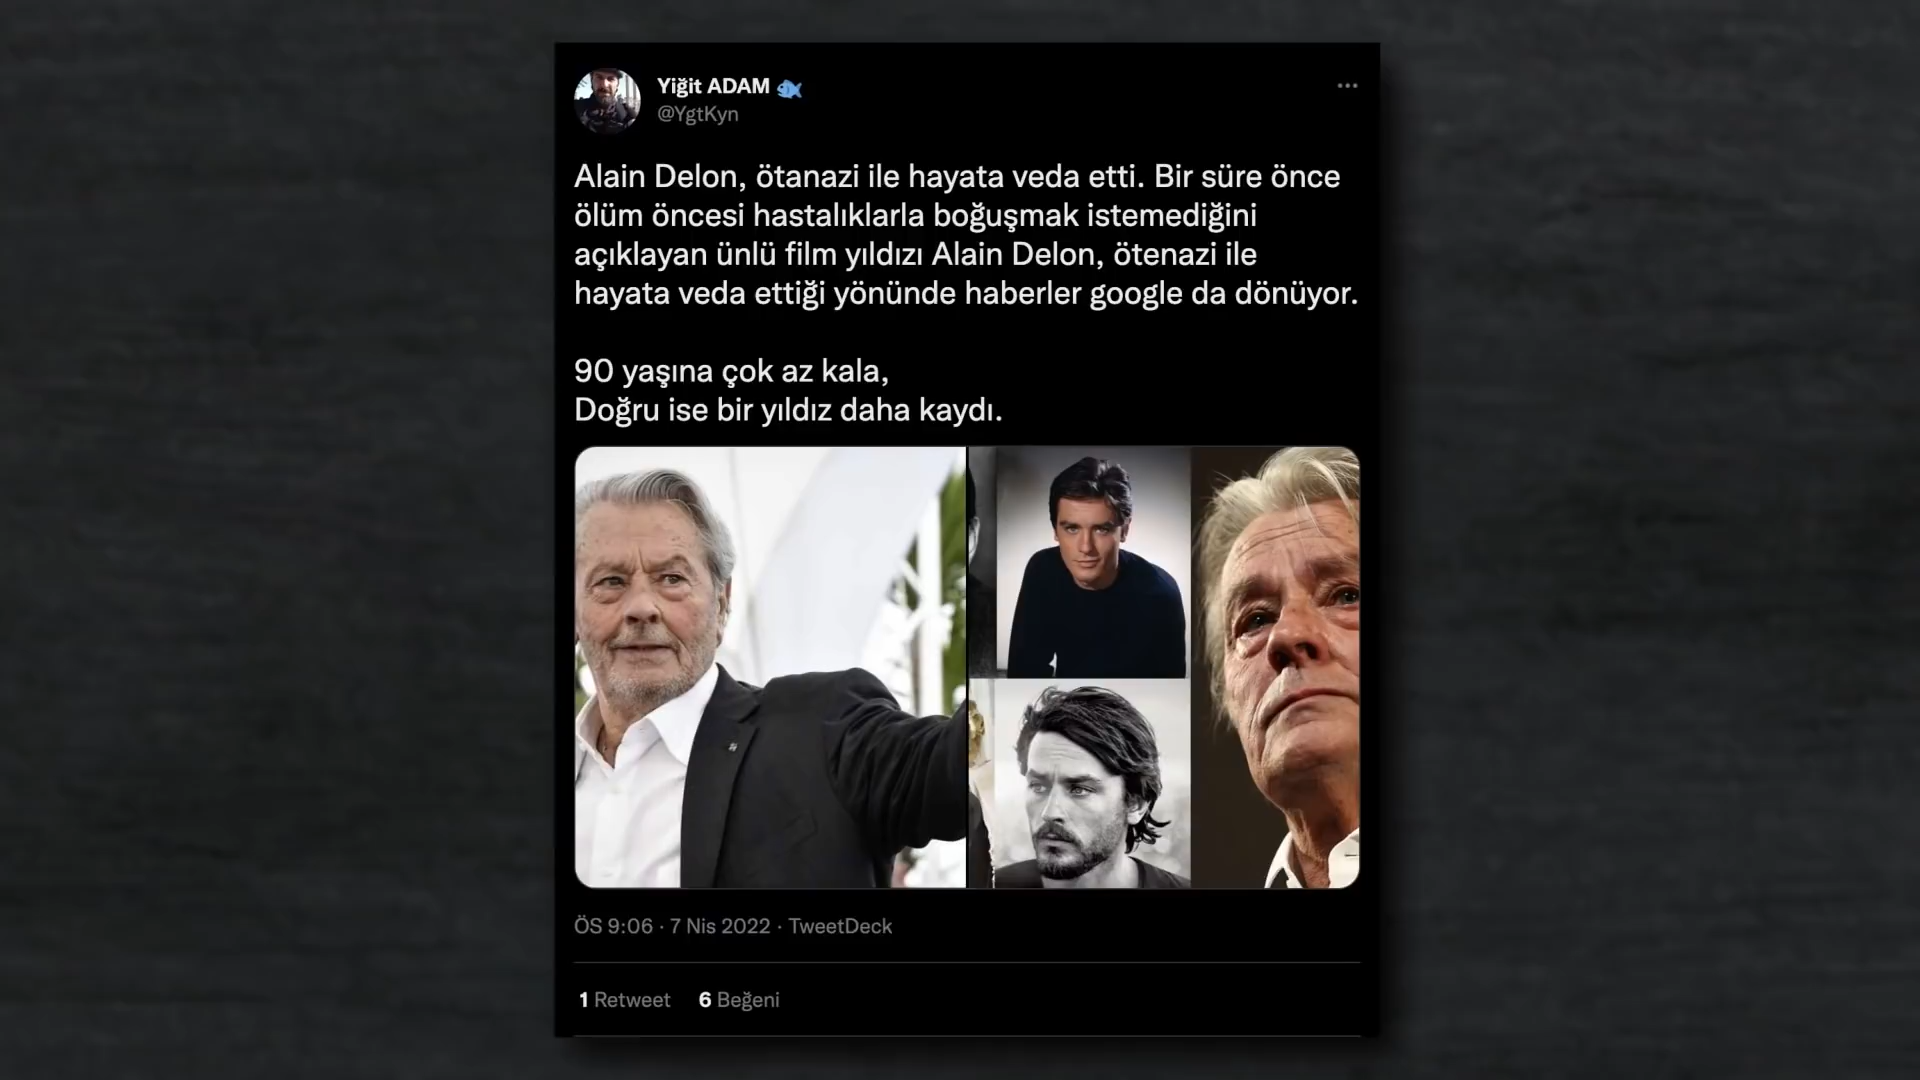 Yiğit ADAM
@YgtKyn
Alain Delon, ötanazi ile hayata veda etti. Bir süre önce
ölüm öncesi hastalıklarla boğuşmak istemediğini
açıklayan ünlü film yıldızı Alain Delon, ötenazi ile
hayata veda ettiği yönünde haberler google da dönüyor.
90 yaşına çok az kala,
Doğru ise bir yıldız daha kaydı.
ÖS 9:06 · 7 Nis 2022 · TweetDeck
1 Retweet 6 Beğeni